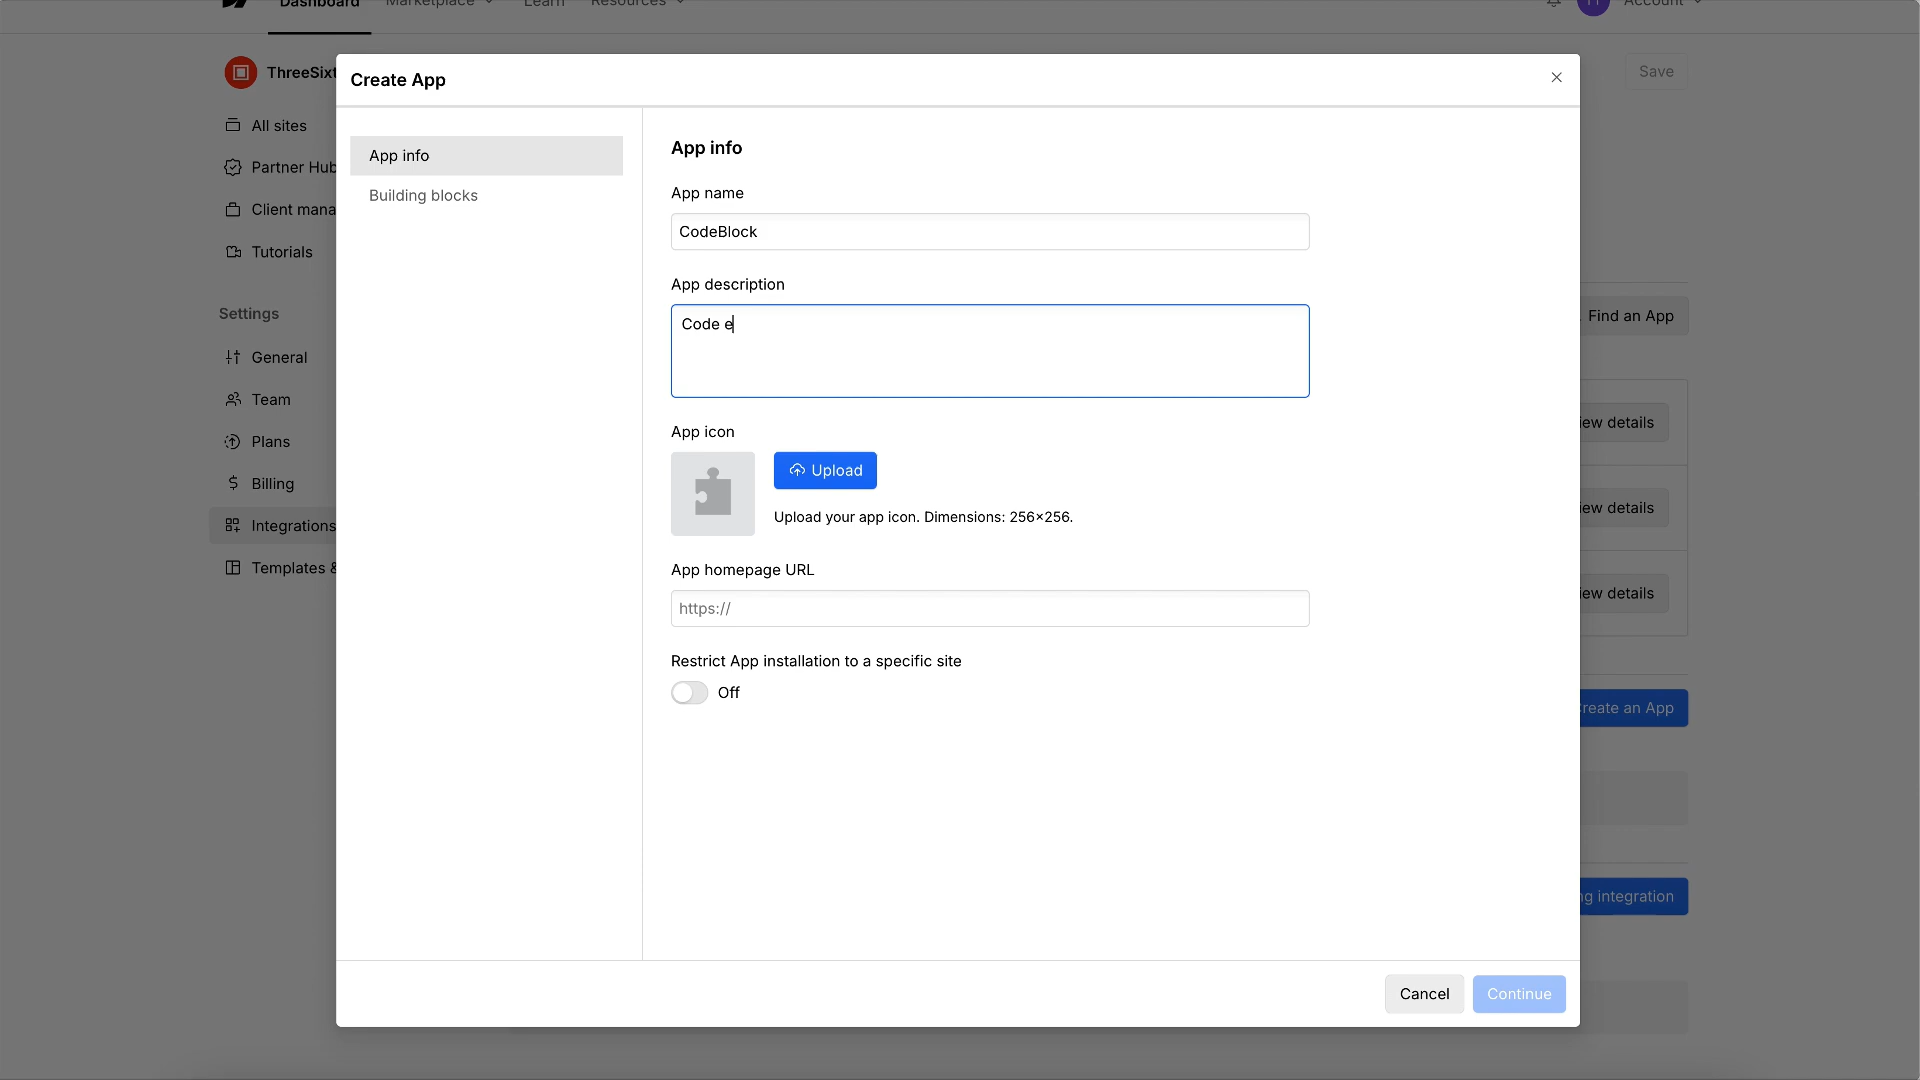 Dashboard
Marketplace
Learn
Resources
Account
ThreeSixt
Save
All sites
Partner Hub
Client mana
Tutorials
Settings
General
Team
Plans
Billing
Integrations
Templates &
Create App
App info
Building blocks
App info
App name
CodeBlock
App description
Code e
App icon
Upload
Upload your app icon. Dimensions: 256×256.
App homepage URL
https://
Restrict App installation to a specific site
Off
Find an App
iew details
iew details
iew details
reate an App
ng integration
Cancel
Continue